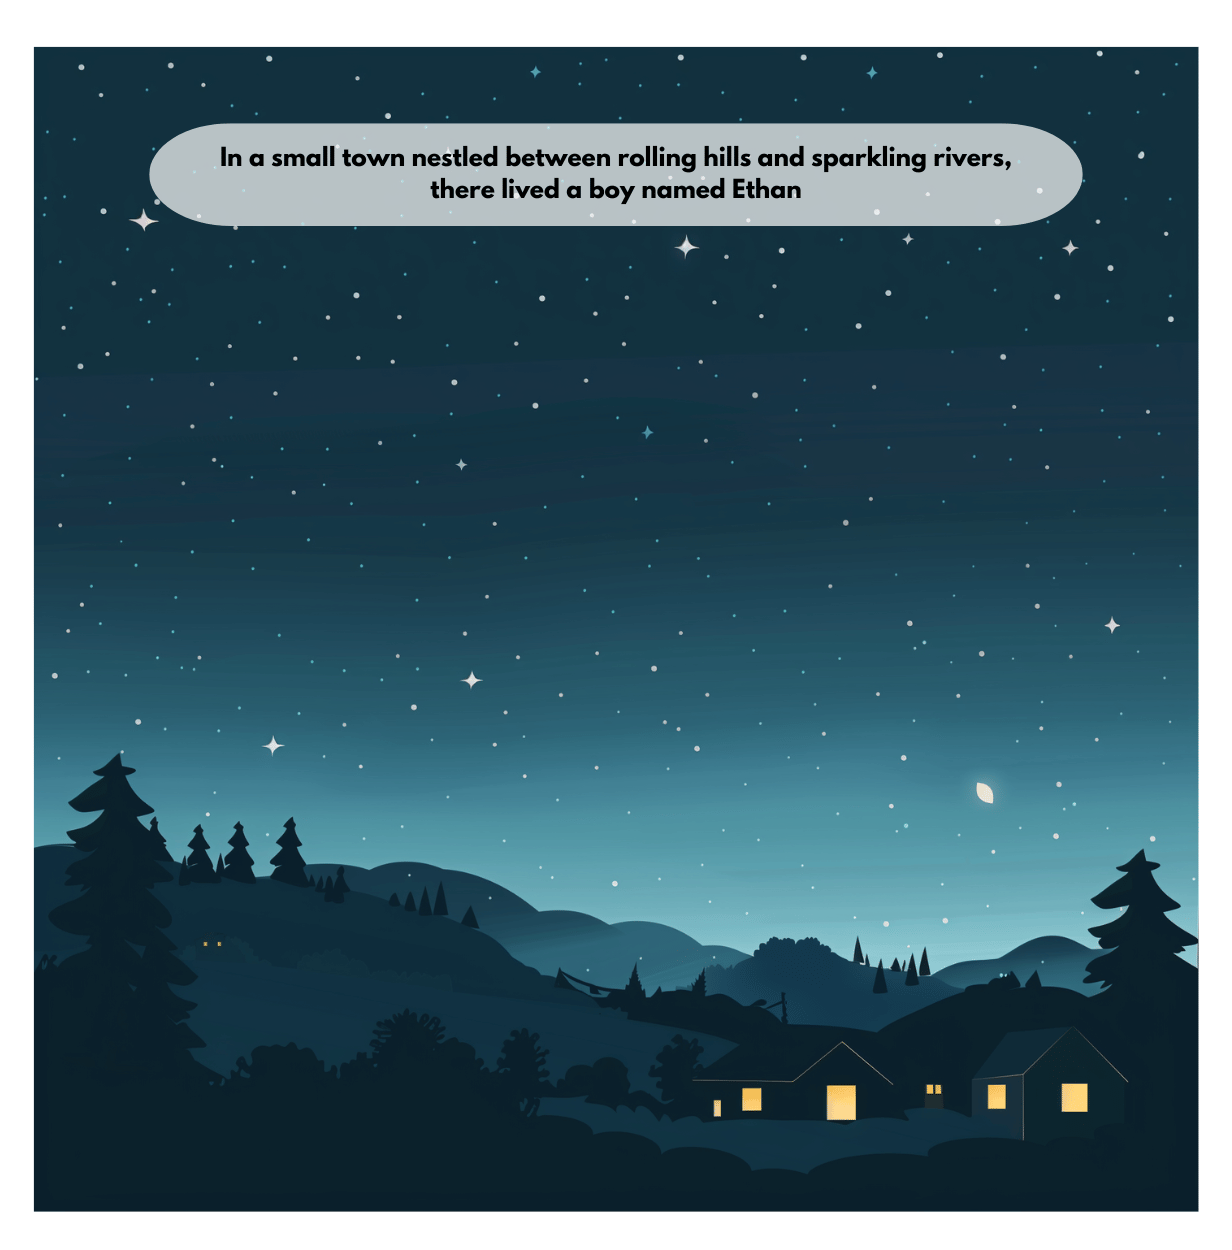 In a small town nestled between rolling hills and sparkling rivers,
there lived a boy named Ethan